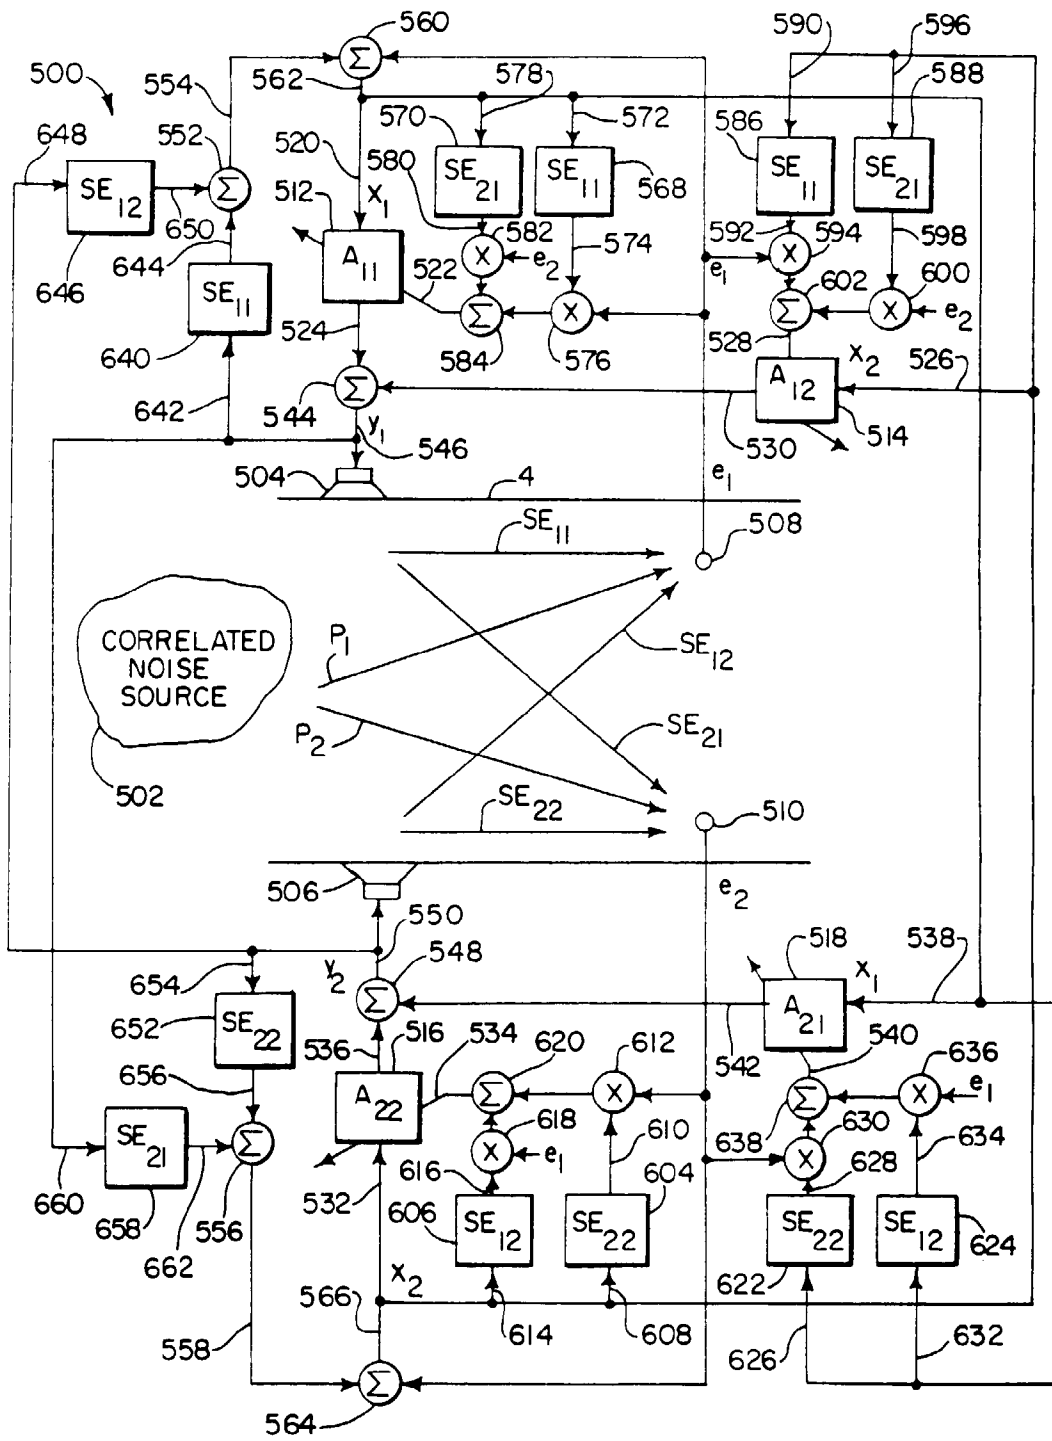 560
590
596
500
554
562
578
588
570
572
586
648
552
520
580
SE21
SE11
568
SE11
SE21
SE12
Σ
512
X1
582
574
592
594
598
650
A11
522
X
e2
e1
X
602
600
644
SE11
524
Σ
X
Σ
X
e2
646
584
576
528
X2
526
640
Σ
A12
642
544
y1
546
530
514
504
4
e1
SE11
508
CORRELATED
NOISE
SOURCE
P1
SE12
P2
SE21
502
SE22
510
506
e2
550
518
538
654
y2
548
X1
652
SE22
Σ
A21
516
534
620
612
542
540
636
656
536
A22
Σ
X
Σ
X
e1
SE21
Σ
618
610
638
630
634
X
e1
X
616
628
660
658
662
556
532
606
SE12
604
SE22
SE22
SE12
624
622
X2
566
558
614
608
626
632
Σ
564